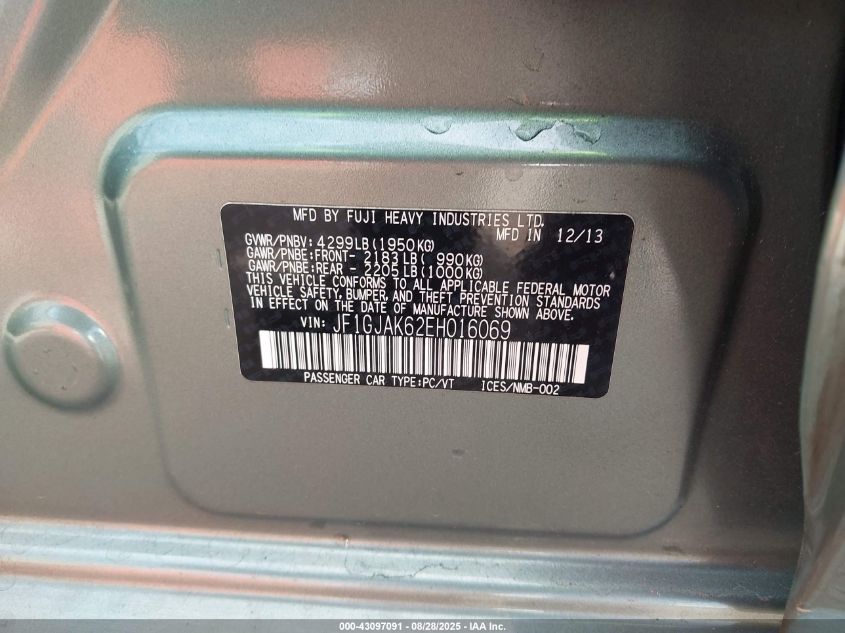 MFD BY FUJI HEAVY INDUSTRIES LTD.
MFD IN 12/13
GVWR/PNBV: 4299LB(1950KG)
GAWR/PNBE:FRONT- 2183LB( 990KG)
GAWR/PNBE:REAR - 2205LB(1000KG)
THIS VEHICLE CONFORMS TO ALL APPLICABLE FEDERAL MOTOR
VEHICLE SAFETY, BUMPER, AND THEFT PREVENTION STANDARDS
IN EFFECT ON THE DATE OF MANUFACTURE SHOWN ABOVE.
VIN: JF1GJAK62EH016069
PASSENGER CAR TYPE:PC/VT ICES/NMB-002
000-43097091 - 08/28/2025 - IAA Inc.